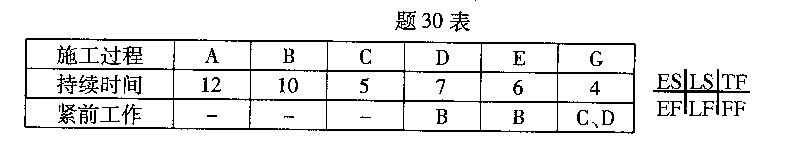 题30表
施工过程 A B C D E G
持续时间 12 10 5 7 6 4
紧前工作 - - - B B C、D
ES LS TF
EF LF FF